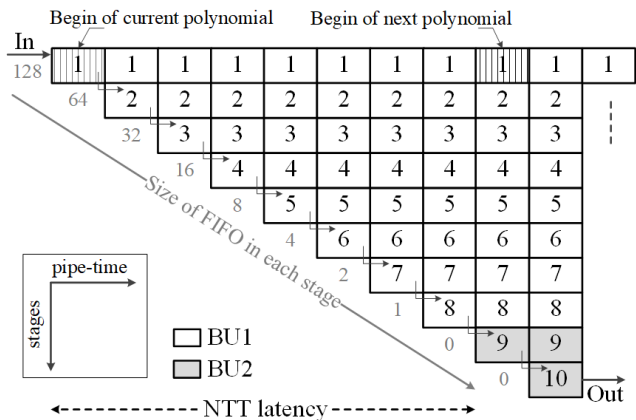 Begin of current polynomial Begin of next polynomial
In
128 1 1 1 1 1 1 1 1 1 1 1
64 2 2 2 2 2 2 2 2 2
32 3 3 3 3 3 3 3 3
16 4 4 4 4 4 4 4
8 5 5 5 5 5 5
4 6 6 6 6 6
2 7 7 7 7
1 8 8 8
0 9 9
0 10
Out
Size of FIFO in each stage
pipe-time
stages
BU1
BU2
NTT latency